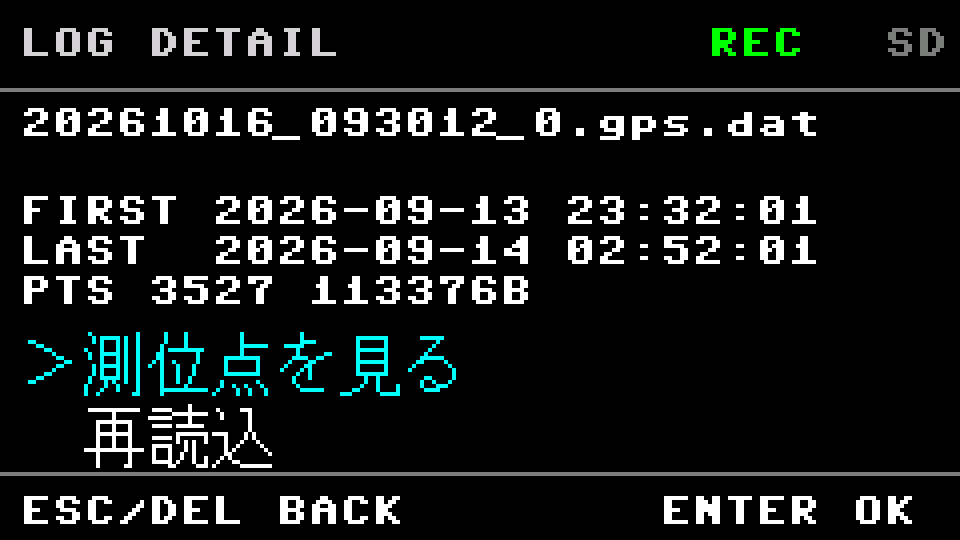 LOG DETAIL REC SD
20261016_093012_0.gps.dat
FIRST 2026-09-13 23:32:01
LAST 2026-09-14 02:52:01
PTS 3527 113376B
>測位点を見る
再読込
ESC/DEL BACK ENTER OK